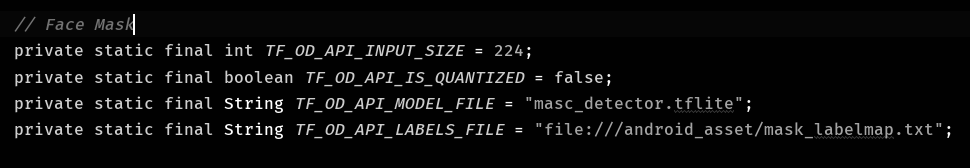 // Face Mask
private static final int TF_OD_API_INPUT_SIZE = 224;
private static final boolean TF_OD_API_IS_QUANTIZED = false;
private static final String TF_OD_API_MODEL_FILE = "masc_detector.tflite";
private static final String TF_OD_API_LABELS_FILE = "file:///android_asset/mask_labelmap.txt";